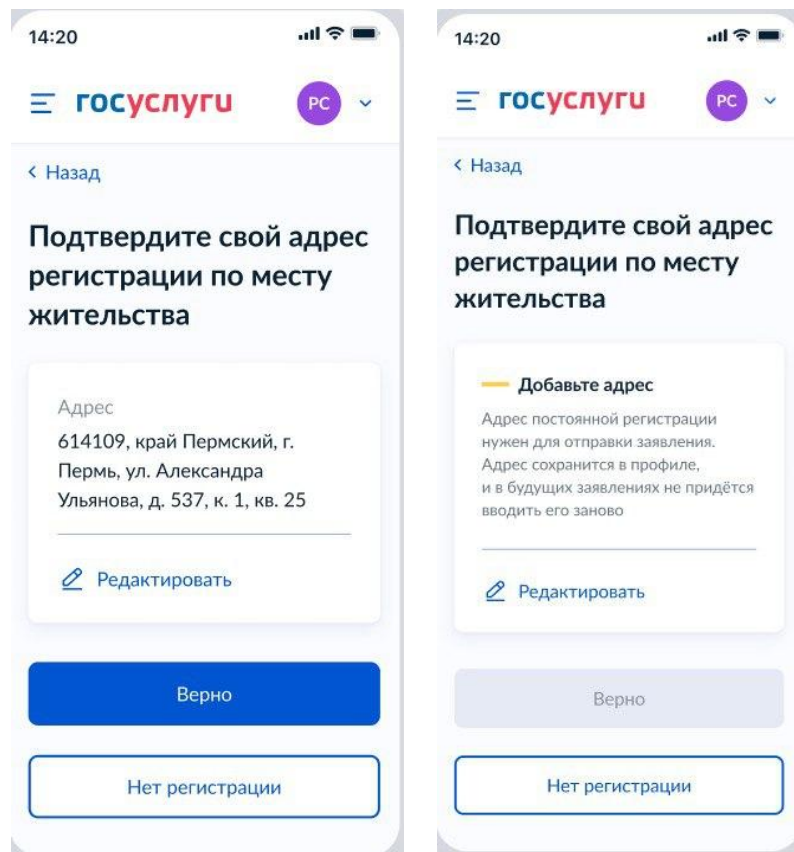 14:20
госуслуги
РС
Назад
Подтвердите свой адрес
регистрации по месту
жительства
Адрес
614109, край Пермский, г.
Пермь, ул. Александра
Ульянова, д. 537, к. 1, кв. 25
Редактировать
Верно
Нет регистрации
14:20
госуслуги
РС
Назад
Подтвердите свой адрес
регистрации по месту
жительства
Добавьте адрес
Адрес постоянной регистрации
нужен для отправки заявления.
Адрес сохранится в профиле,
и в будущих заявлениях не придётся
вводить его заново
Редактировать
Верно
Нет регистрации